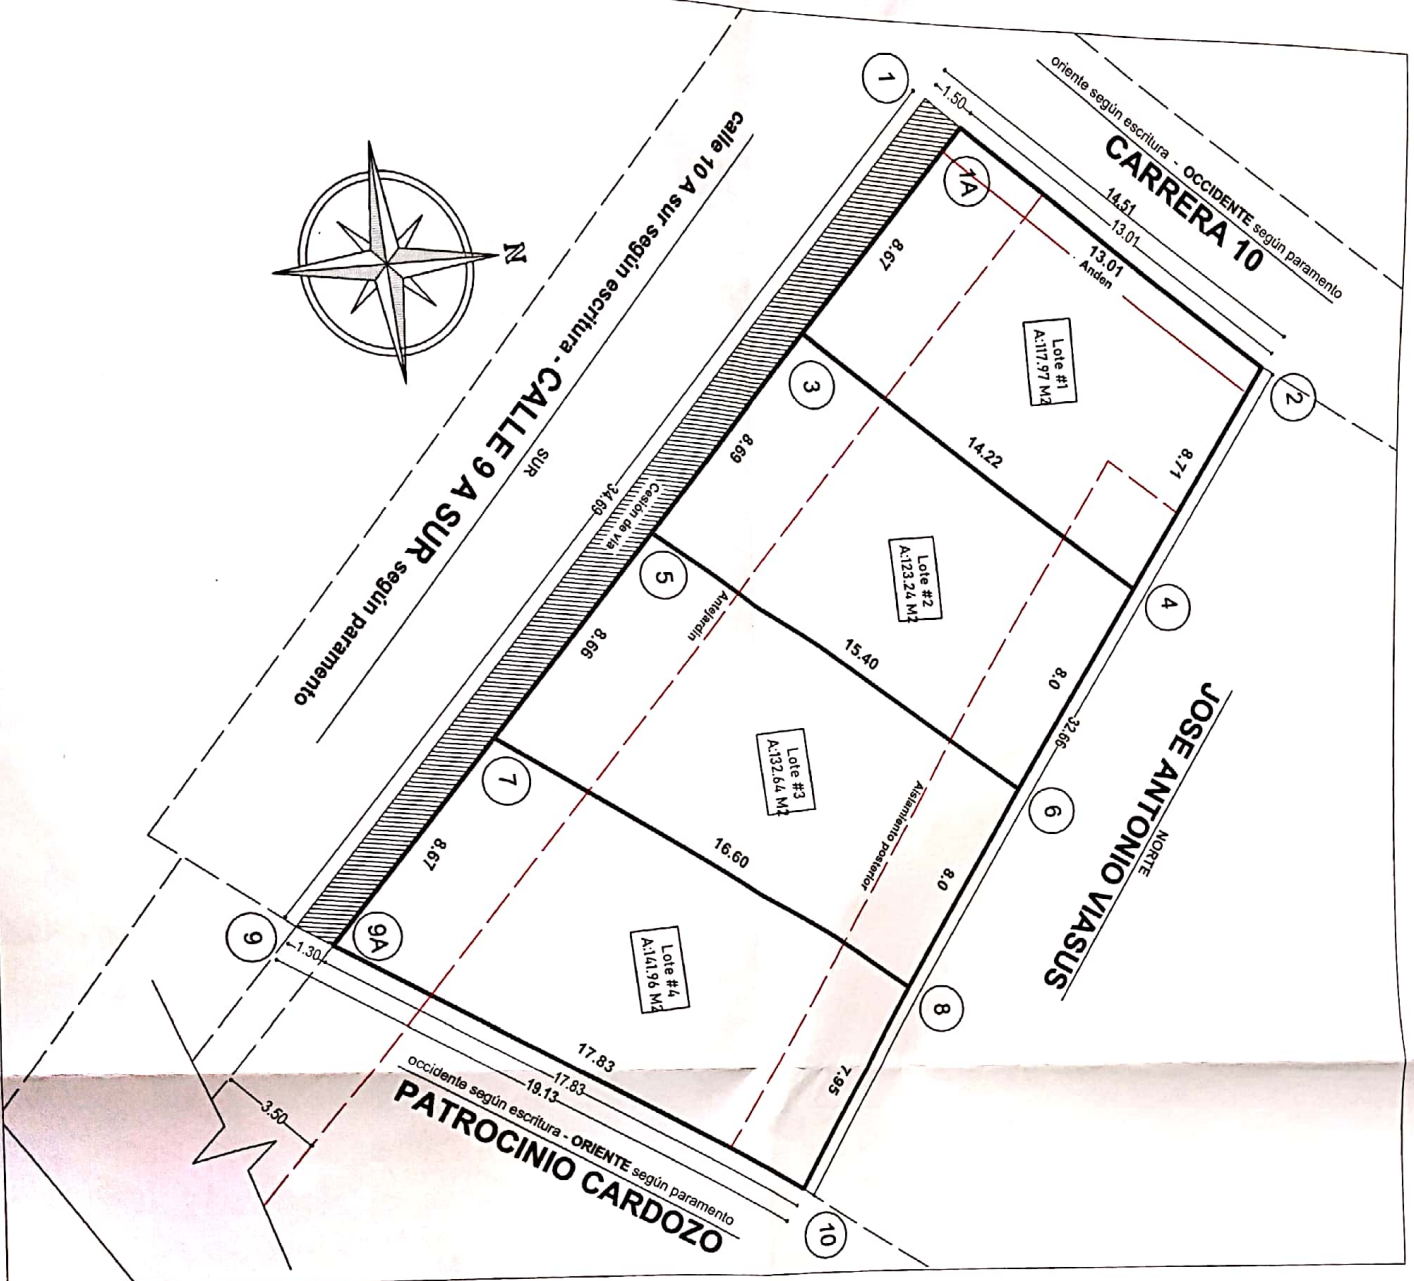 1
1.50
oriente según escritura - OCCIDENTE según paramento
CARRERA 10
14.51
13.01
13.01
Anden
1A
2
8.67
Lote #1
A:117.97 M2
8.71
calle 10 A sur según escritura - CALLE 9 A SUR según paramento
SUR
N
3
14.22
4
8.69
Lote #2
A:123.24 M2
8.0
34.69
Cesión de vía
32.66
JOSE ANTONIO VIASUS
NORTE
5
15.40
6
Antejardín
8.66
Lote #3
A:132.64 M2
Aislamiento posterior
8.0
7
16.60
8
8.67
Lote #4
A:141.96 M2
7.95
9
9A
1.30
17.83
17.83
19.13
occidente según escritura - ORIENTE según paramento
PATROCINIO CARDOZO
3.50
10